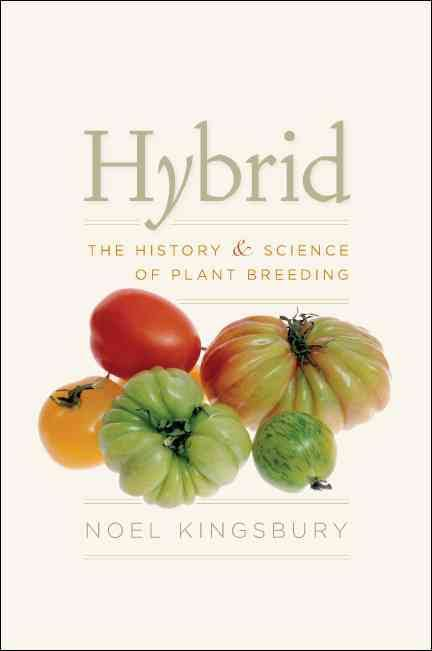 Hybrid
THE HISTORY & SCIENCE
OF PLANT BREEDING
NOEL KINGSBURY